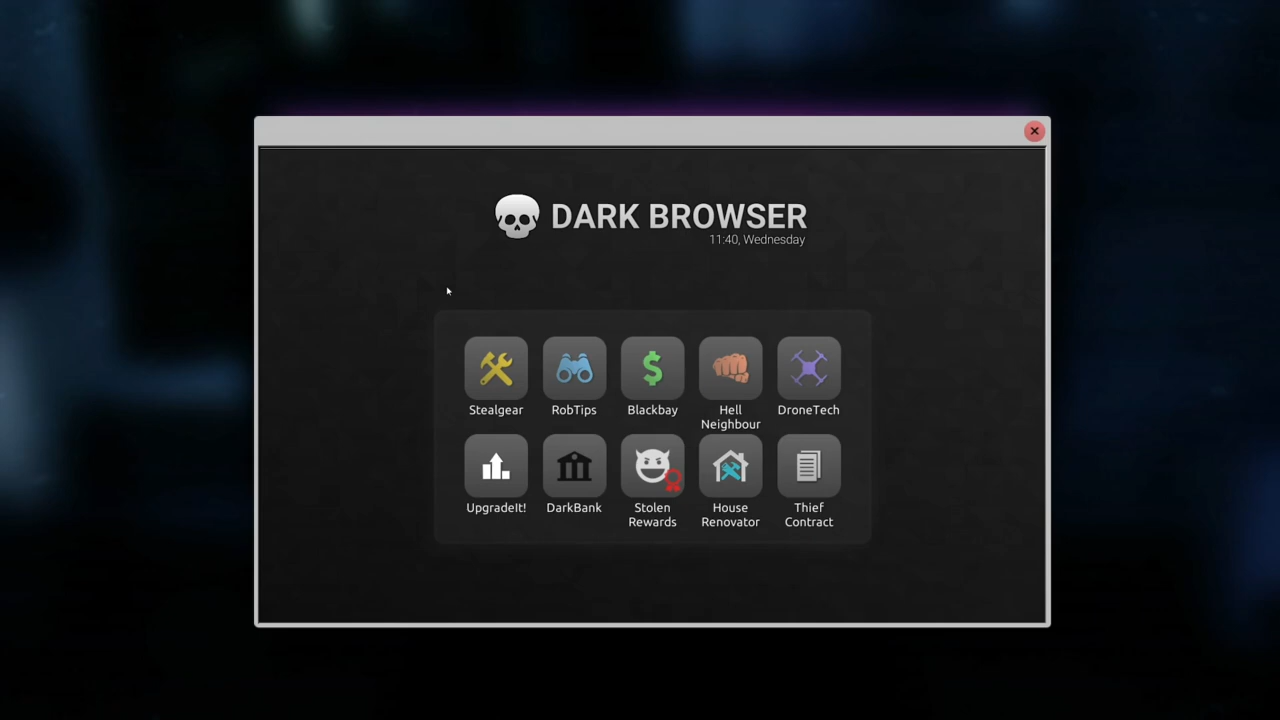 DARK BROWSER
11:40, Wednesday
Stealgear
RobTips
Blackbay
Hell
Neighbour
DroneTech
UpgradeIt!
DarkBank
Stolen
Rewards
House
Renovator
Thief
Contract